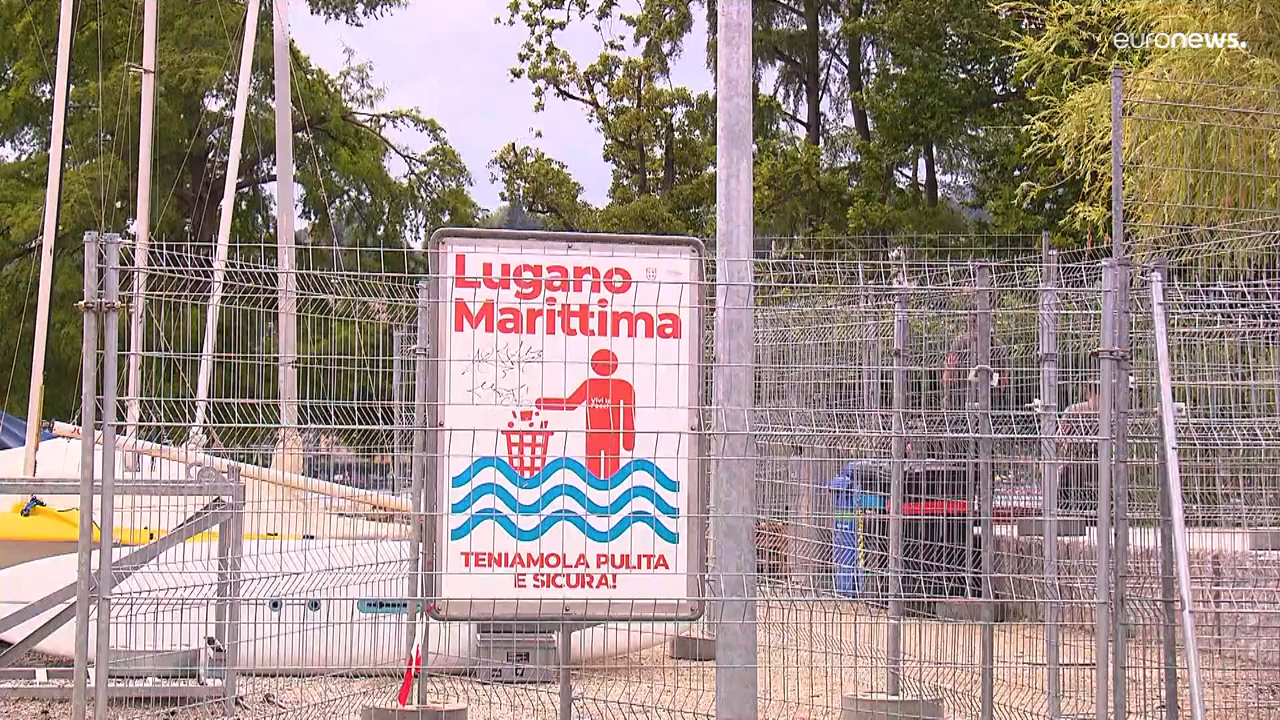 euronews.
Lugano
Marittima
TENIAMOLA PULITA
E SICURA!